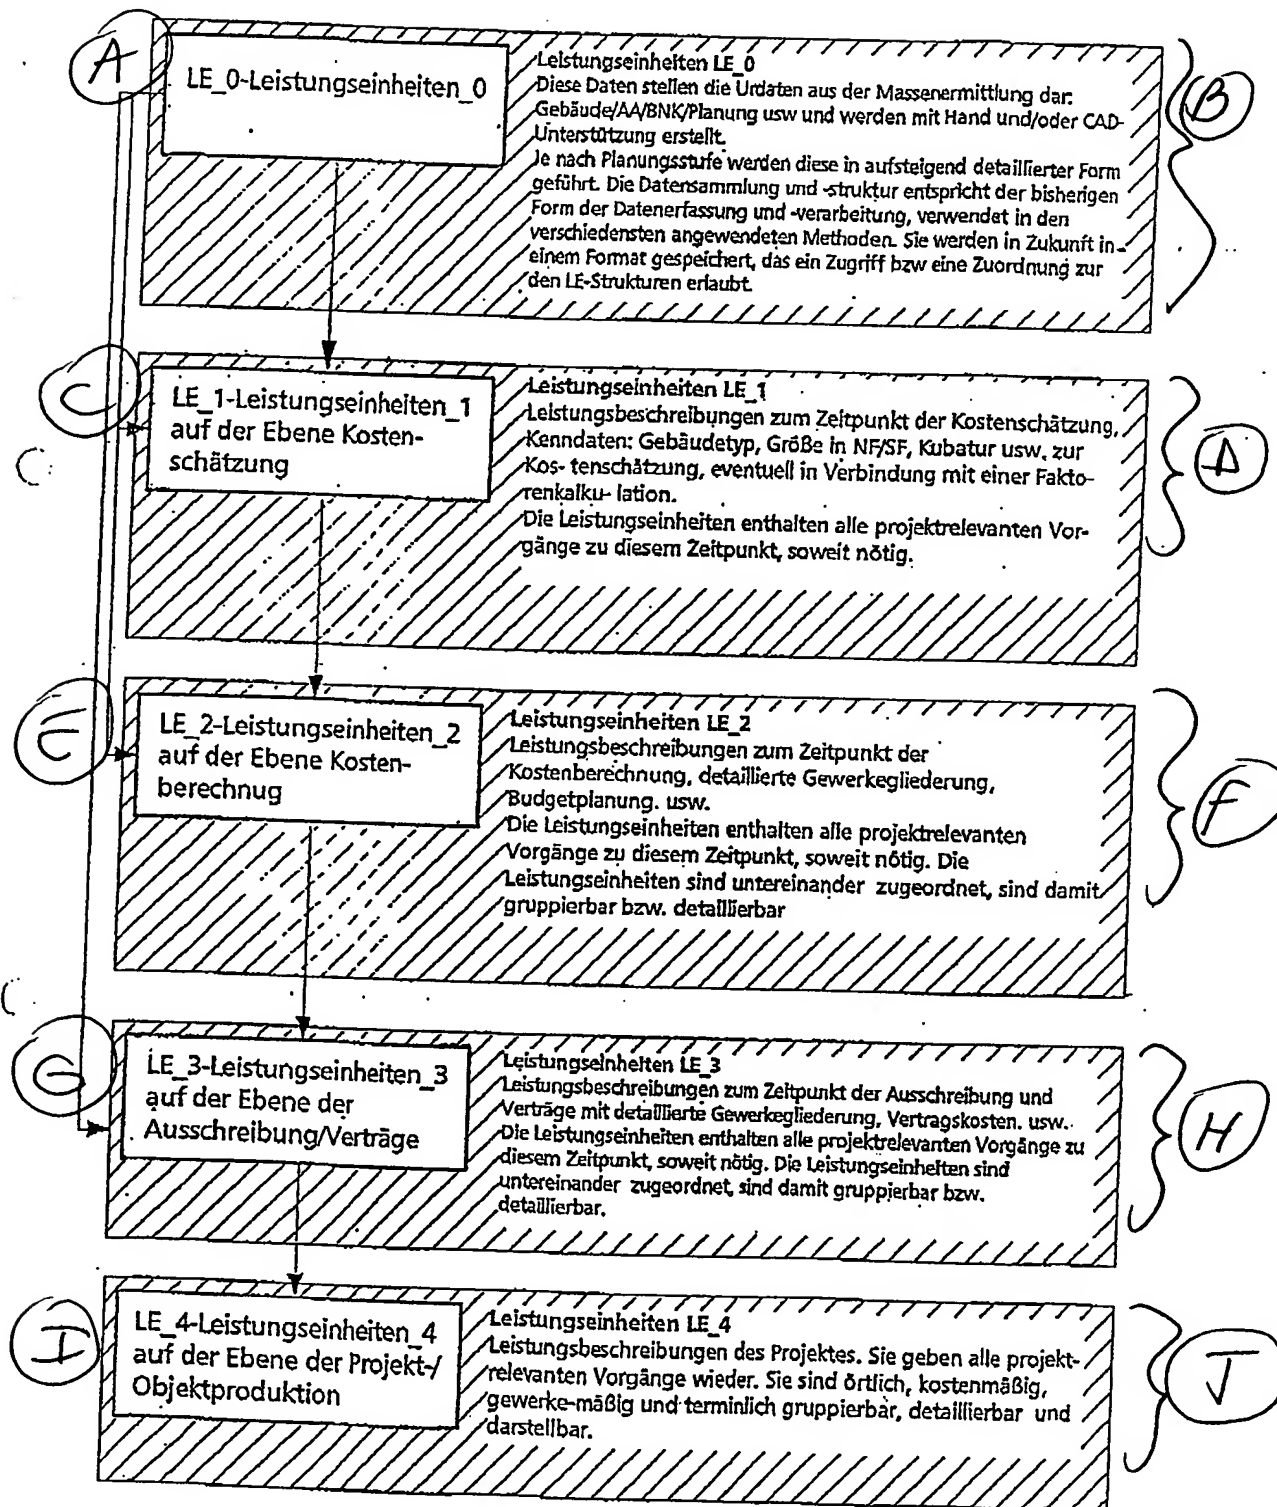 A
LE_0-Leistungseinheiten_0
Leistungseinheiten LE_0
Diese Daten stellen die Urdaten aus der Massenermittlung dar:
Gebäude/AA/BNK/Planung usw und werden mit Hand und/oder CAD-
Unterstützung erstellt.
Je nach Planungsstufe werden diese in aufsteigend detaillierter Form
geführt. Die Datensammlung und -struktur entspricht der bisherigen
Form der Datenerfassung und -verarbeitung, verwendet in den
verschiedensten angewendeten Methoden. Sie werden in Zukunft in
einem Format gespeichert, das ein Zugriff bzw eine Zuordnung zur
den LE-Strukturen erlaubt.
B
C
LE_1-Leistungseinheiten_1
auf der Ebene Kosten-
schätzung
Leistungseinheiten LE_1
Leistungsbeschreibungen zum Zeitpunkt der Kostenschätzung,
Kenndaten: Gebäudetyp, Größe in NF/SF, Kubatur usw. zur
Kos- tenschätzung, eventuell in Verbindung mit einer Fakto-
renkalku- lation.
Die Leistungseinheiten enthalten alle projektrelevanten Vor-
gänge zu diesem Zeitpunkt, soweit nötig.
D
E
LE_2-Leistungseinheiten_2
auf der Ebene Kosten-
berechnug
Leistungseinheiten LE_2
Leistungsbeschreibungen zum Zeitpunkt der
Kostenberechnung, detaillierte Gewerkegliederung,
Budgetplanung. usw.
Die Leistungseinheiten enthalten alle projektrelevanten
Vorgänge zu diesem Zeitpunkt, soweit nötig. Die
Leistungseinheiten sind untereinander zugeordnet, sind damit
gruppierbar bzw. detaillierbar
F
G
LE_3-Leistungseinheiten_3
auf der Ebene der
Ausschreibung/Verträge
Leistungseinheiten LE_3
Leistungsbeschreibungen zum Zeitpunkt der Ausschreibung und
Verträge mit detaillierte Gewerkegliederung, Vertragskosten. usw.
Die Leistungseinheiten enthalten alle projektrelevanten Vorgänge zu
diesem Zeitpunkt, soweit nötig. Die Leistungseinheiten sind
untereinander zugeordnet, sind damit gruppierbar bzw.
detaillierbar.
H
I
LE_4-Leistungseinheiten_4
auf der Ebene der Projekt-/
Objektproduktion
Leistungseinheiten LE_4
Leistungsbeschreibungen des Projektes. Sie geben alle projekt-
relevanten Vorgänge wieder. Sie sind örtlich, kostenmäßig,
gewerke-mäßig und terminlich gruppierbar, detaillierbar und
darstellbar.
J